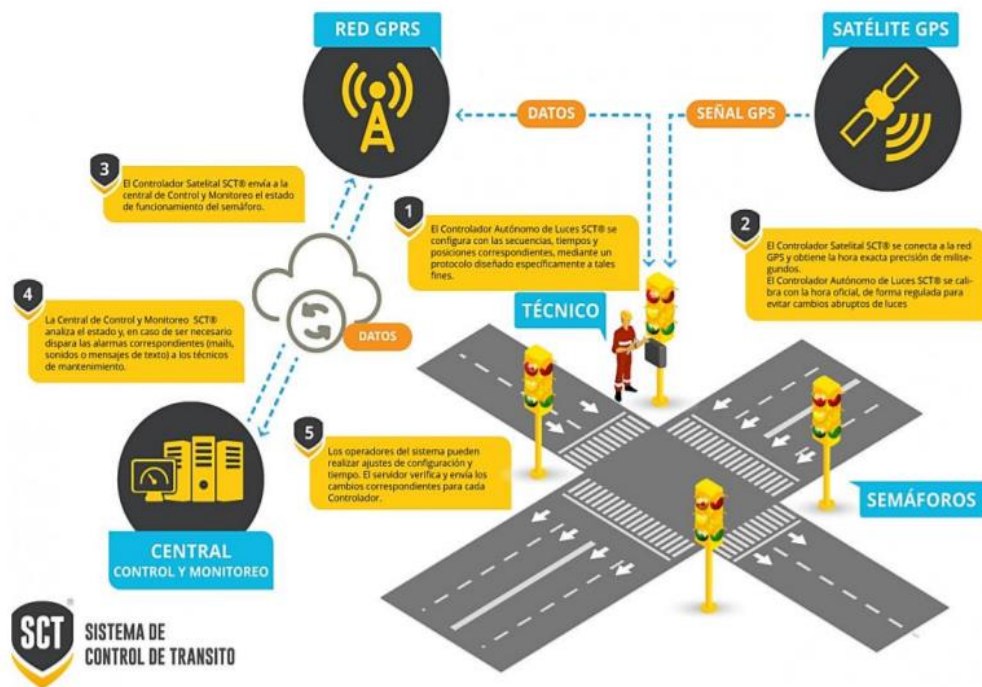 RED GPRS
SATÉLITE GPS
DATOS
SEÑAL GPS
3
El Controlador Satelital SCT® envía a la
central de Control y Monitoreo el estado
de funcionamiento del semáforo.
1
El Controlador Autónomo de Luces SCT® se
configura con las secuencias, tiempos y
posiciones correspondientes, mediante un
protocolo diseñado específicamente a tales
fines.
2
El Controlador Satelital SCT® se conecta a la red
GPS y obtiene la hora exacta precisión de milise-
gundos.
El Controlador Autónomo de Luces SCT® se cali-
bra con la hora oficial, de forma regulada para
evitar cambios abruptos de luces
4
La Central de Control y Monitoreo SCT®
analiza el estado y, en caso de ser necesario
dispara las alarmas correspondientes (mails,
sonidos o mensajes de texto) a los técnicos
de mantenimiento.
TÉCNICO
DATOS
5
Los operadores del sistema pueden
realizar ajustes de configuración y
tiempo. El servidor verifica y envía los
cambios correspondientes para cada
Controlador.
SEMÁFOROS
CENTRAL
CONTROL Y MONITOREO
SCT®
SISTEMA DE
CONTROL DE TRANSITO